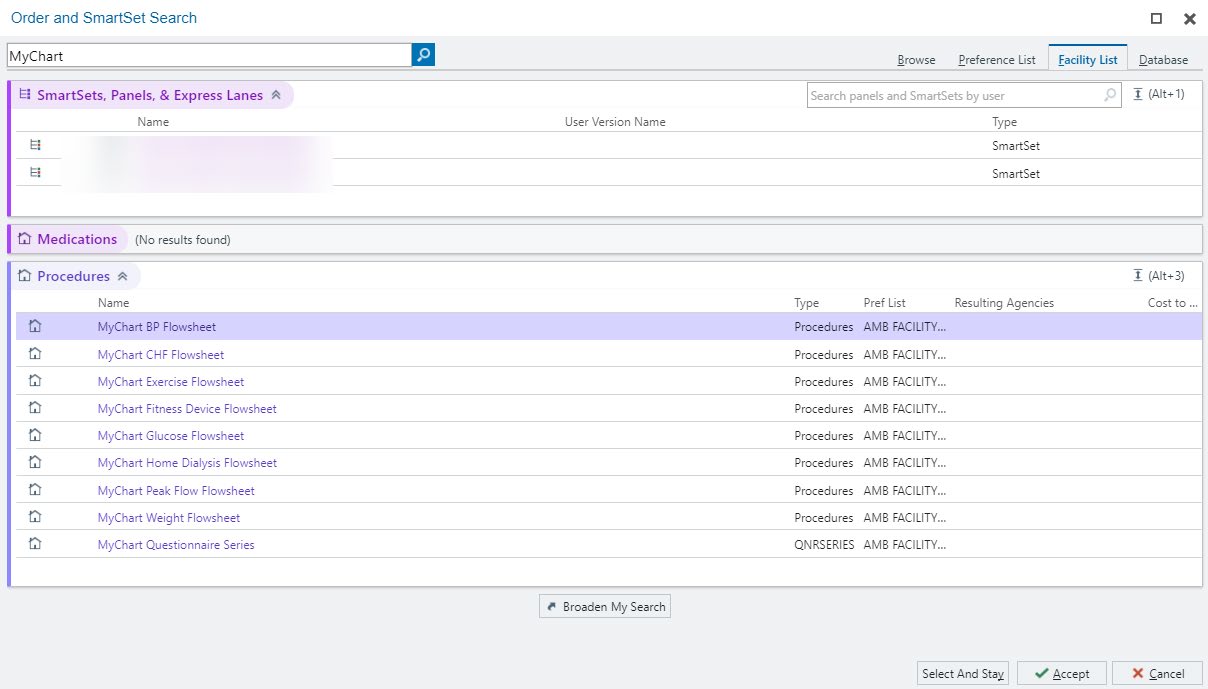 Order and SmartSet Search
MyChart
Browse Preference List Facility List Database
SmartSets, Panels, & Express Lanes Search panels and SmartSets by user (Alt+1)
Name User Version Name Type
SmartSet
SmartSet
Medications (No results found)
Procedures (Alt+3)
Name Type Pref List Resulting Agencies Cost to ...
MyChart BP Flowsheet Procedures AMB FACILITY...
MyChart CHF Flowsheet Procedures AMB FACILITY...
MyChart Exercise Flowsheet Procedures AMB FACILITY...
MyChart Fitness Device Flowsheet Procedures AMB FACILITY...
MyChart Glucose Flowsheet Procedures AMB FACILITY...
MyChart Home Dialysis Flowsheet Procedures AMB FACILITY...
MyChart Peak Flow Flowsheet Procedures AMB FACILITY...
MyChart Weight Flowsheet Procedures AMB FACILITY...
MyChart Questionnaire Series QNRSERIES AMB FACILITY...
Broaden My Search
Select And Stay Accept Cancel